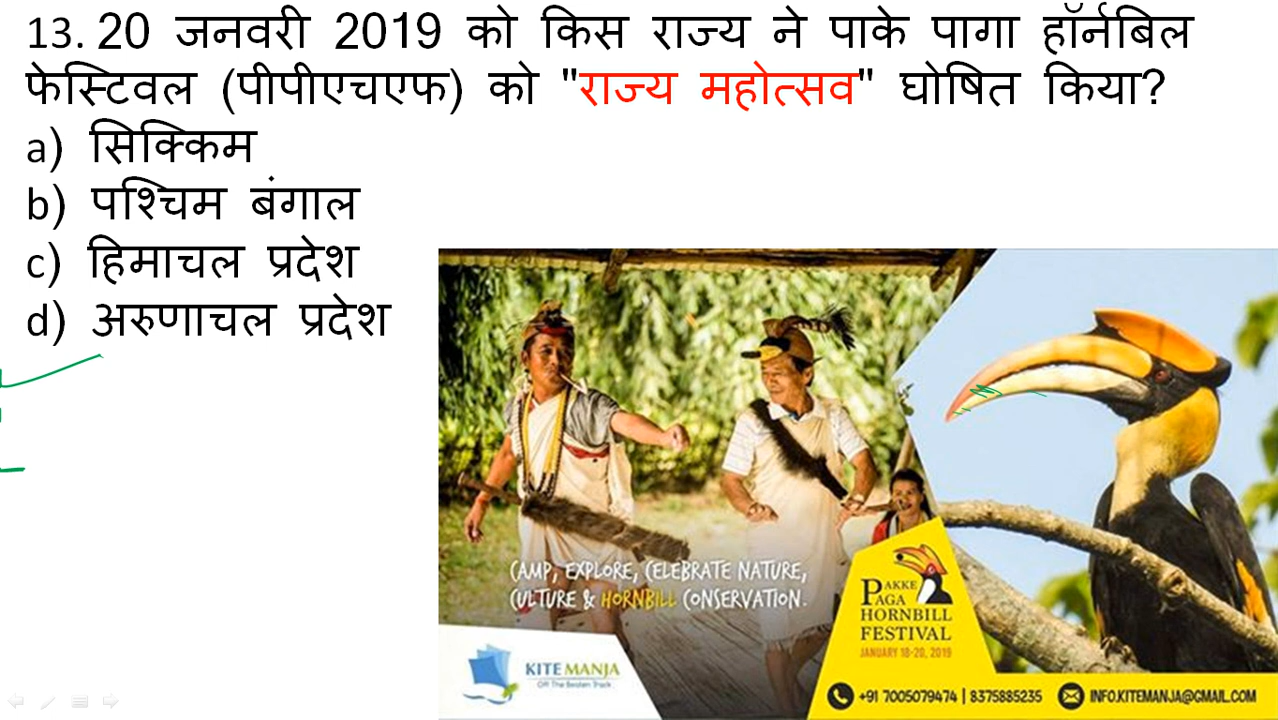 13. 20 जनवरी 2019 को किस राज्य ने पाके पागा हॉर्नबिल
फेस्टिवल (पीपीएचएफ) को "राज्य महोत्सव" घोषित किया?
a) सिक्किम
b) पश्चिम बंगाल
c) हिमाचल प्रदेश
d) अरुणाचल प्रदेश
CAMP, EXPLORE, CELEBRATE NATURE,
CULTURE & HORNBILL CONSERVATION.
KITE MANJA
Off The Beaten Track
PAKKE
PAGA
HORNBILL
FESTIVAL
JANUARY 18-20, 2019
+91 7005079474 | 8375885235 INFO.KITEMANJA@GMAIL.COM